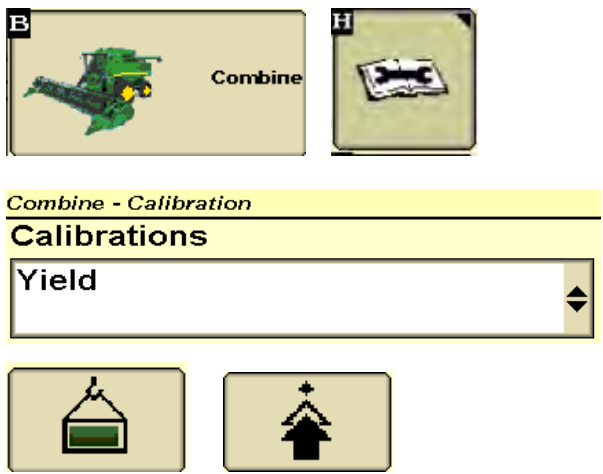 B
Combine
H
Combine - Calibration
Calibrations
Yield